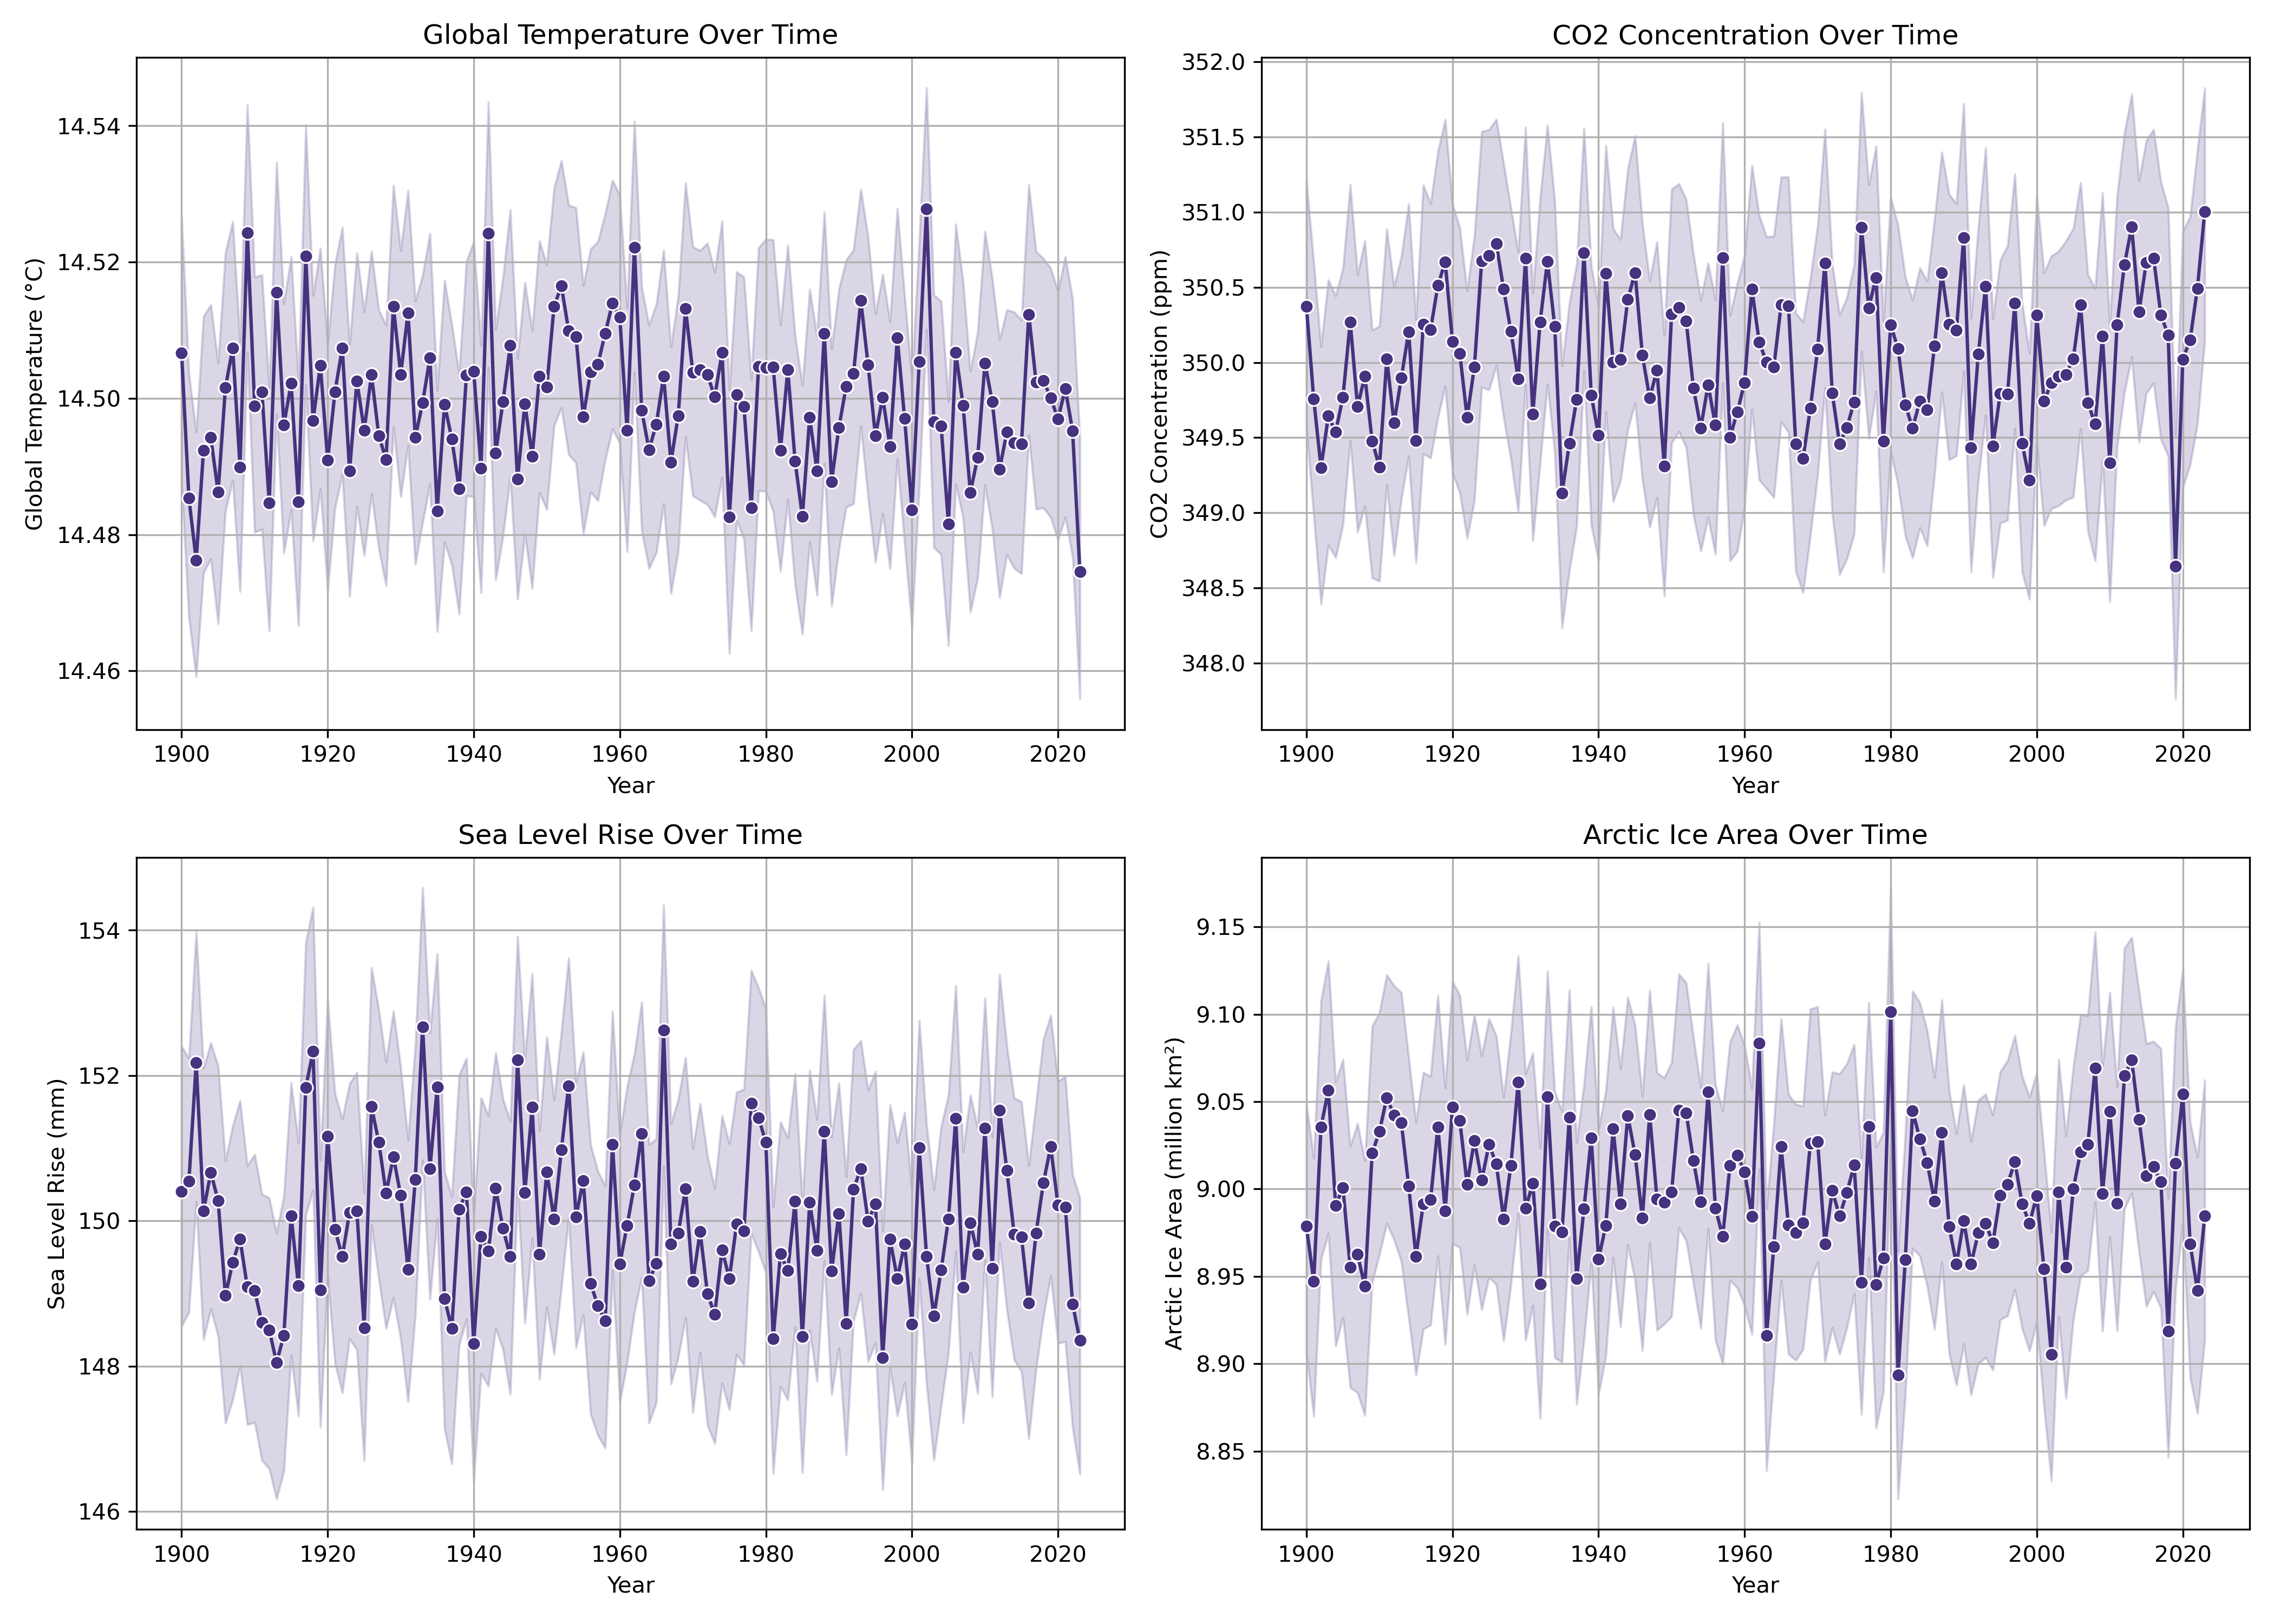 Global Temperature Over Time
Global Temperature (°C)
14.54
14.52
14.50
14.48
14.46
1900 1920 1940 1960 1980 2000 2020
Year
CO2 Concentration Over Time
CO2 Concentration (ppm)
352.0
351.5
351.0
350.5
350.0
349.5
349.0
348.5
348.0
1900 1920 1940 1960 1980 2000 2020
Year
Sea Level Rise Over Time
Sea Level Rise (mm)
154
152
150
148
146
1900 1920 1940 1960 1980 2000 2020
Year
Arctic Ice Area Over Time
Arctic Ice Area (million km²)
9.15
9.10
9.05
9.00
8.95
8.90
8.85
1900 1920 1940 1960 1980 2000 2020
Year